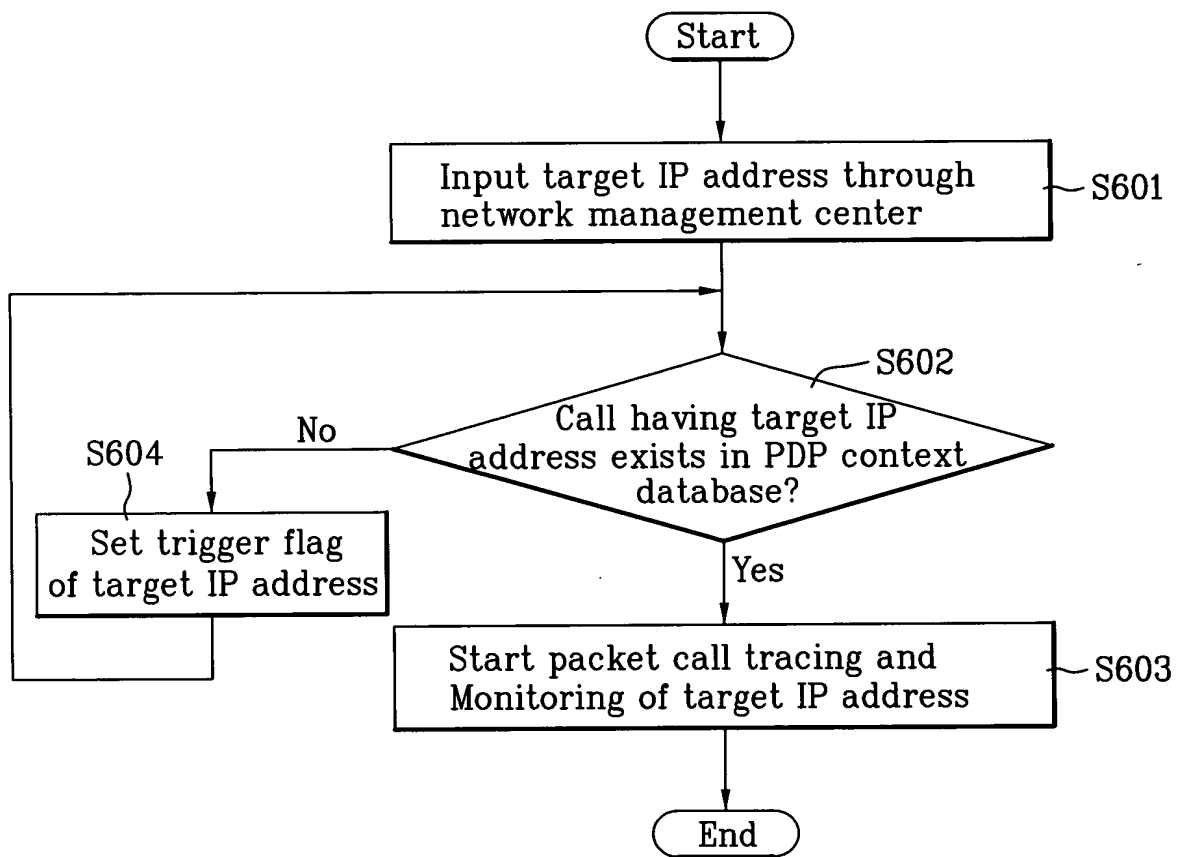 Start
Input target IP address through
network management center
S601
S602
Call having target IP
address exists in PDP context
database?
No
S604
Set trigger flag
of target IP address
Yes
Start packet call tracing and
Monitoring of target IP address
S603
End